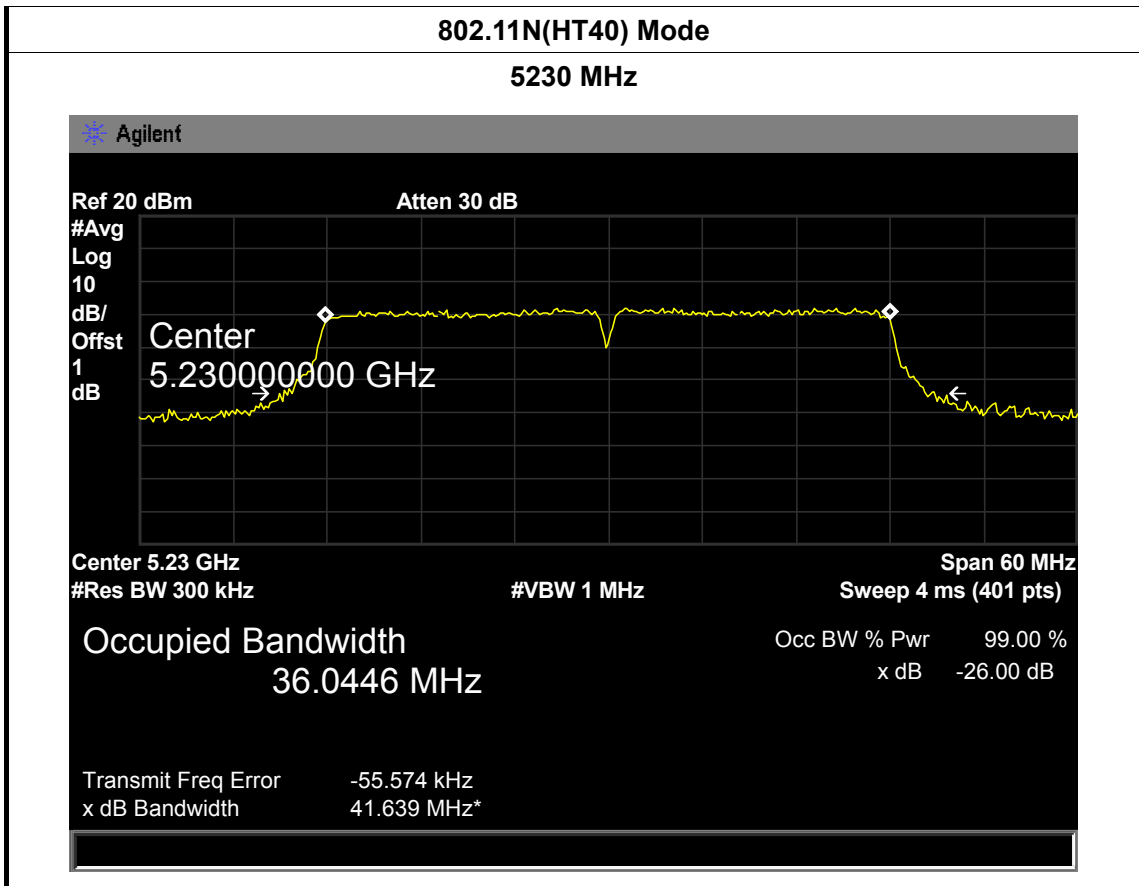 802.11N(HT40) Mode
5230 MHz
Agilent
Ref 20 dBm Atten 30 dB
#Avg
Log
10
dB/
Offst
1
dB
Center
5.230000000 GHz
Center 5.23 GHz Span 60 MHz
#Res BW 300 kHz #VBW 1 MHz Sweep 4 ms (401 pts)
Occupied Bandwidth Occ BW % Pwr 99.00 %
36.0446 MHz x dB -26.00 dB
Transmit Freq Error -55.574 kHz
x dB Bandwidth 41.639 MHz*